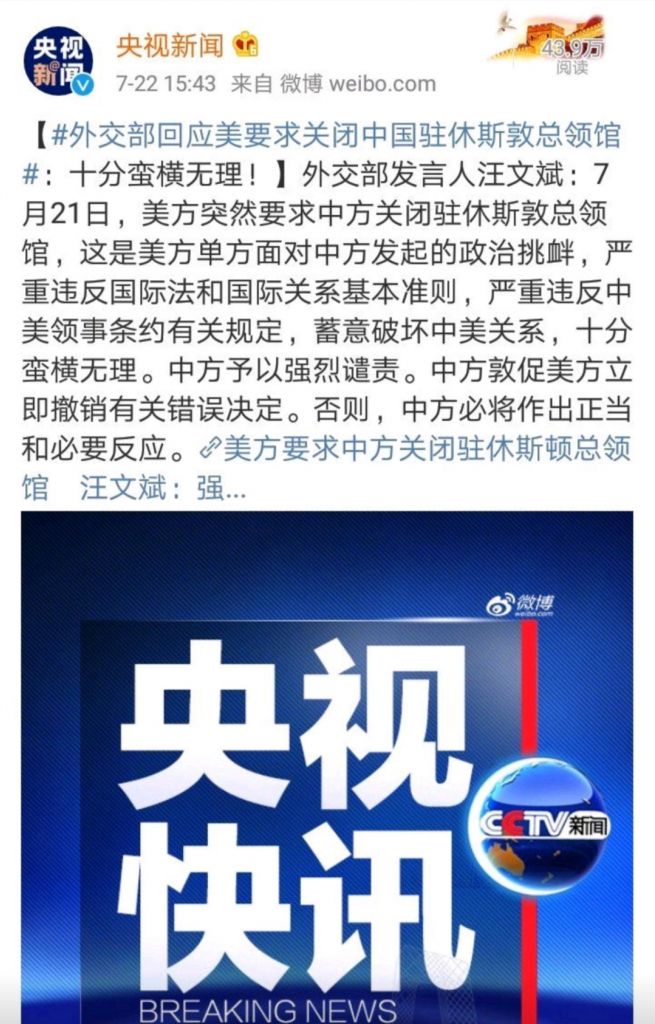 央视
新闻
央视新闻
43.9万
阅读
7-22 15:43 来自 微博 weibo.com
【#外交部回应美要求关闭中国驻休斯敦总领馆
#：十分蛮横无理！】外交部发言人汪文斌：7
月21日，美方突然要求中方关闭驻休斯敦总领
馆，这是美方单方面对中方发起的政治挑衅，严
重违反国际法和国际关系基本准则，严重违反中
美领事条约有关规定，蓄意破坏中美关系，十分
蛮横无理。中方予以强烈谴责。中方敦促美方立
即撤销有关错误决定。否则，中方必将作出正当
和必要反应。美方要求中方关闭驻休斯顿总领
馆 汪文斌：强...
微博
weibo.com
央视
快讯
CCTV新闻
BREAKING NEWS